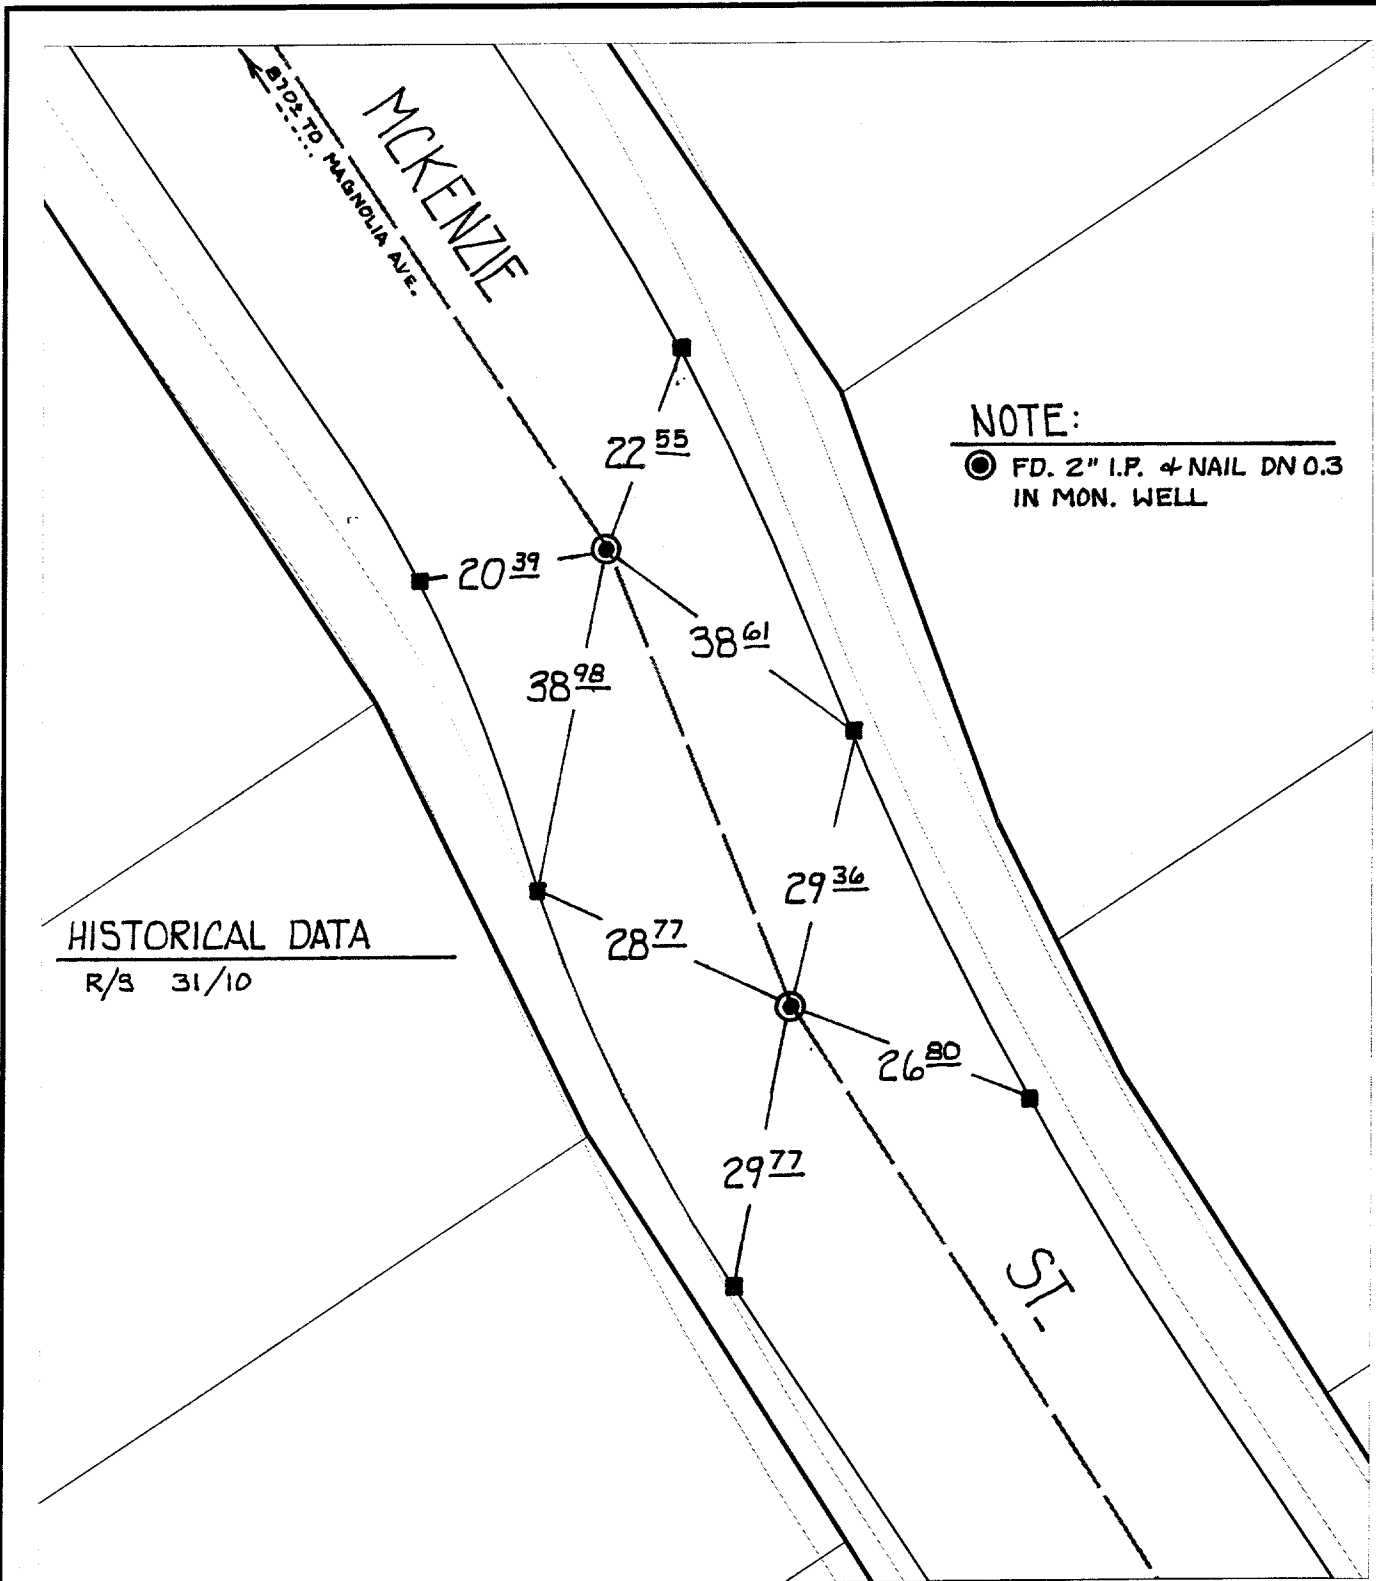 870± TO MAGNOLIA AVE.
MCKENZIE
22 55
NOTE:
FD. 2" I.P. & NAIL DN 0.3
IN MON. WELL
20 39
38 61
38 98
29 36
HISTORICAL DATA
R/S 31/10
28 77
26 80
29 77
ST.